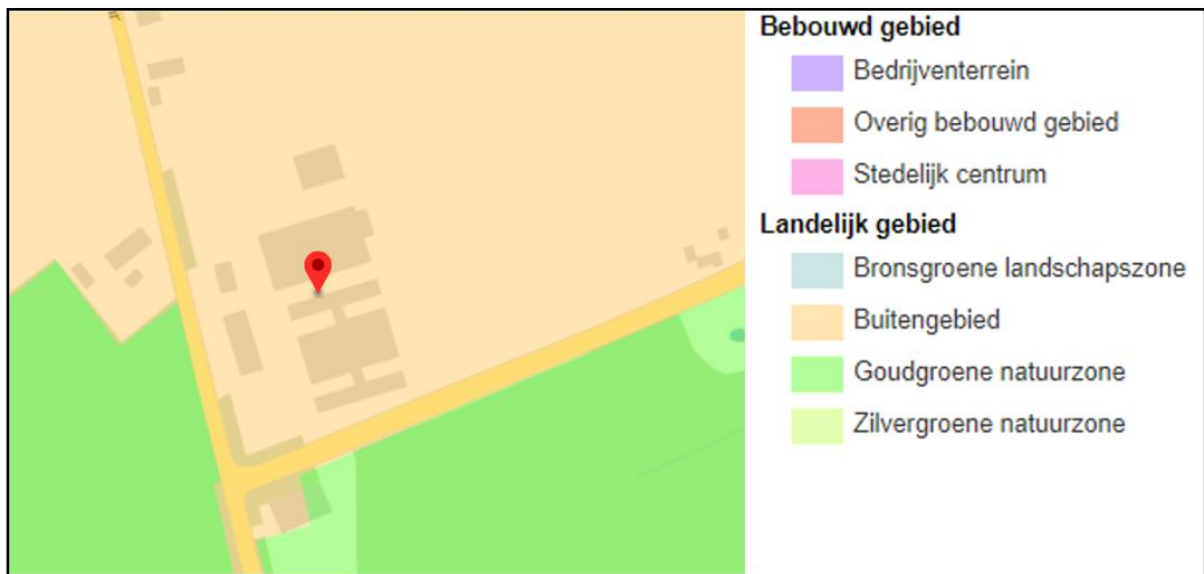 Bebouwd gebied
Bedrijventerrein
Overig bebouwd gebied
Stedelijk centrum
Landelijk gebied
Bronsgroene landschapszone
Buitengebied
Goudgroene natuurzone
Zilvergroene natuurzone